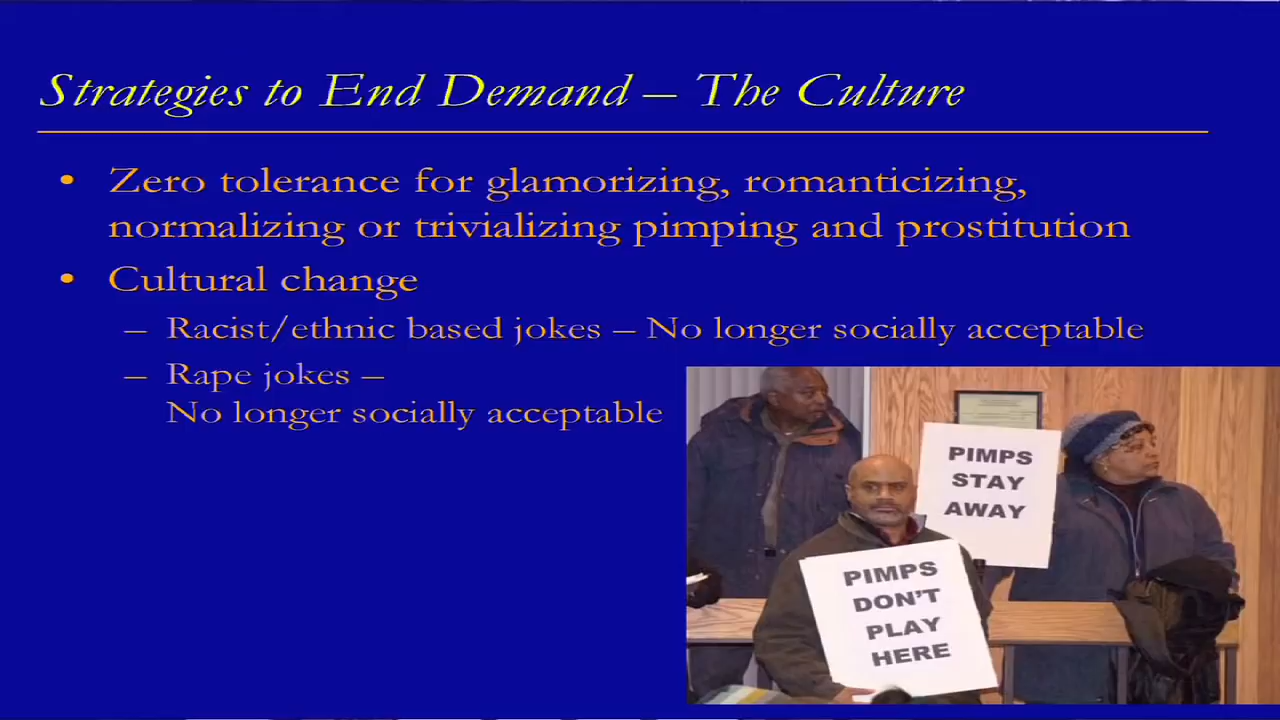 Strategies to End Demand – The Culture
• Zero tolerance for glamorizing, romanticizing,
normalizing or trivializing pimping and prostitution
• Cultural change
– Racist/ethnic based jokes – No longer socially acceptable
– Rape jokes –
No longer socially acceptable
PIMPS
STAY
AWAY
PIMPS
DON'T
PLAY
HERE